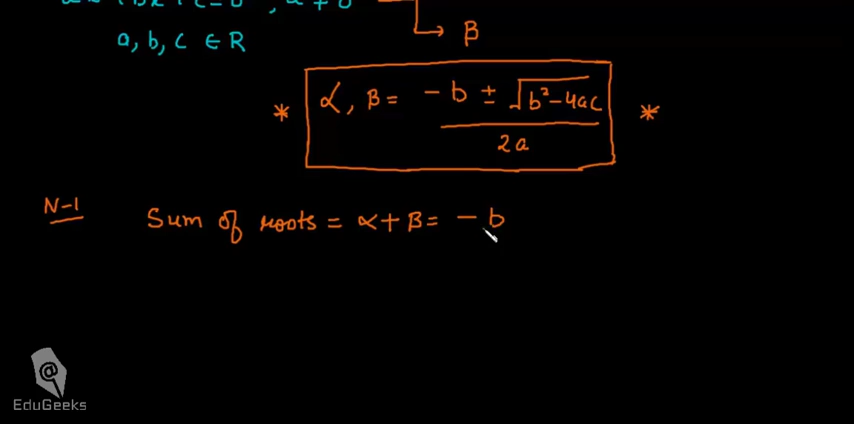 a, b, c ∈ R
β
* α, β = -b ± √b²-4ac / 2a *
N-1 Sum of roots = α + β = - b
@
EduGeeks